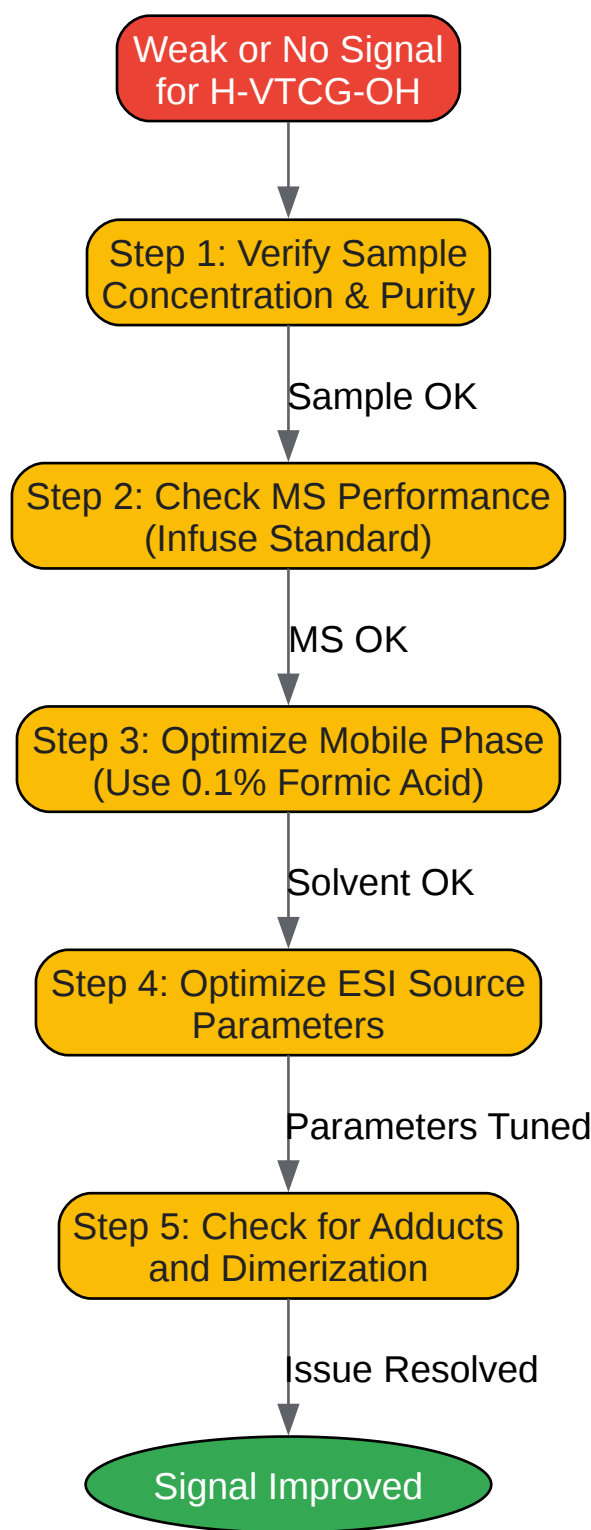 Weak or No Signal
for H-VTCG-OH
Step 1: Verify Sample
Concentration & Purity
Sample OK
Step 2: Check MS Performance
(Infuse Standard)
MS OK
Step 3: Optimize Mobile Phase
(Use 0.1% Formic Acid)
Solvent OK
Step 4: Optimize ESI Source
Parameters
Parameters Tuned
Step 5: Check for Adducts
and Dimerization
Issue Resolved
Signal Improved